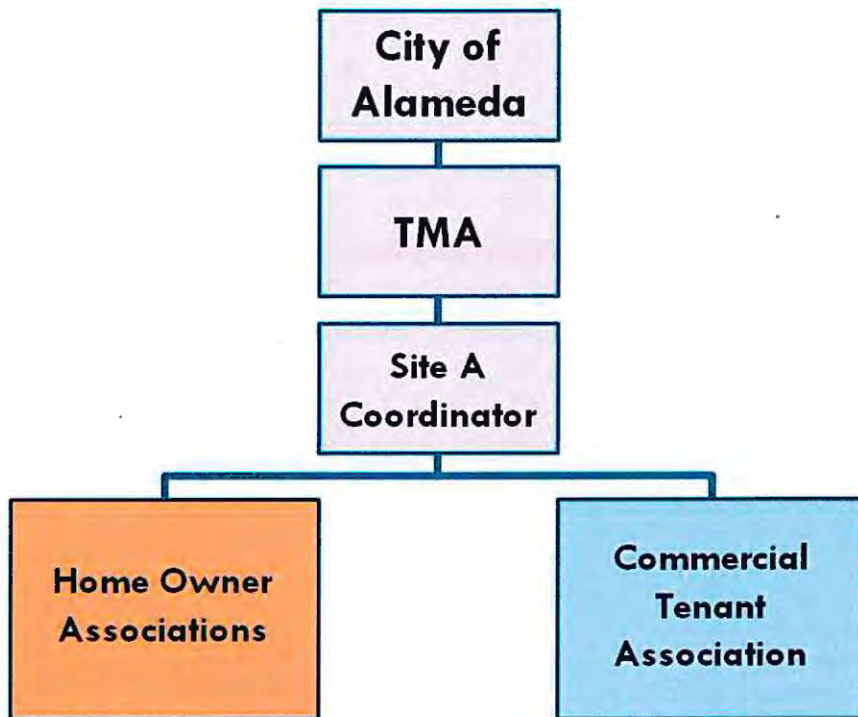 City of
Alameda
TMA
Site A
Coordinator
Home Owner
Associations
Commercial
Tenant
Association